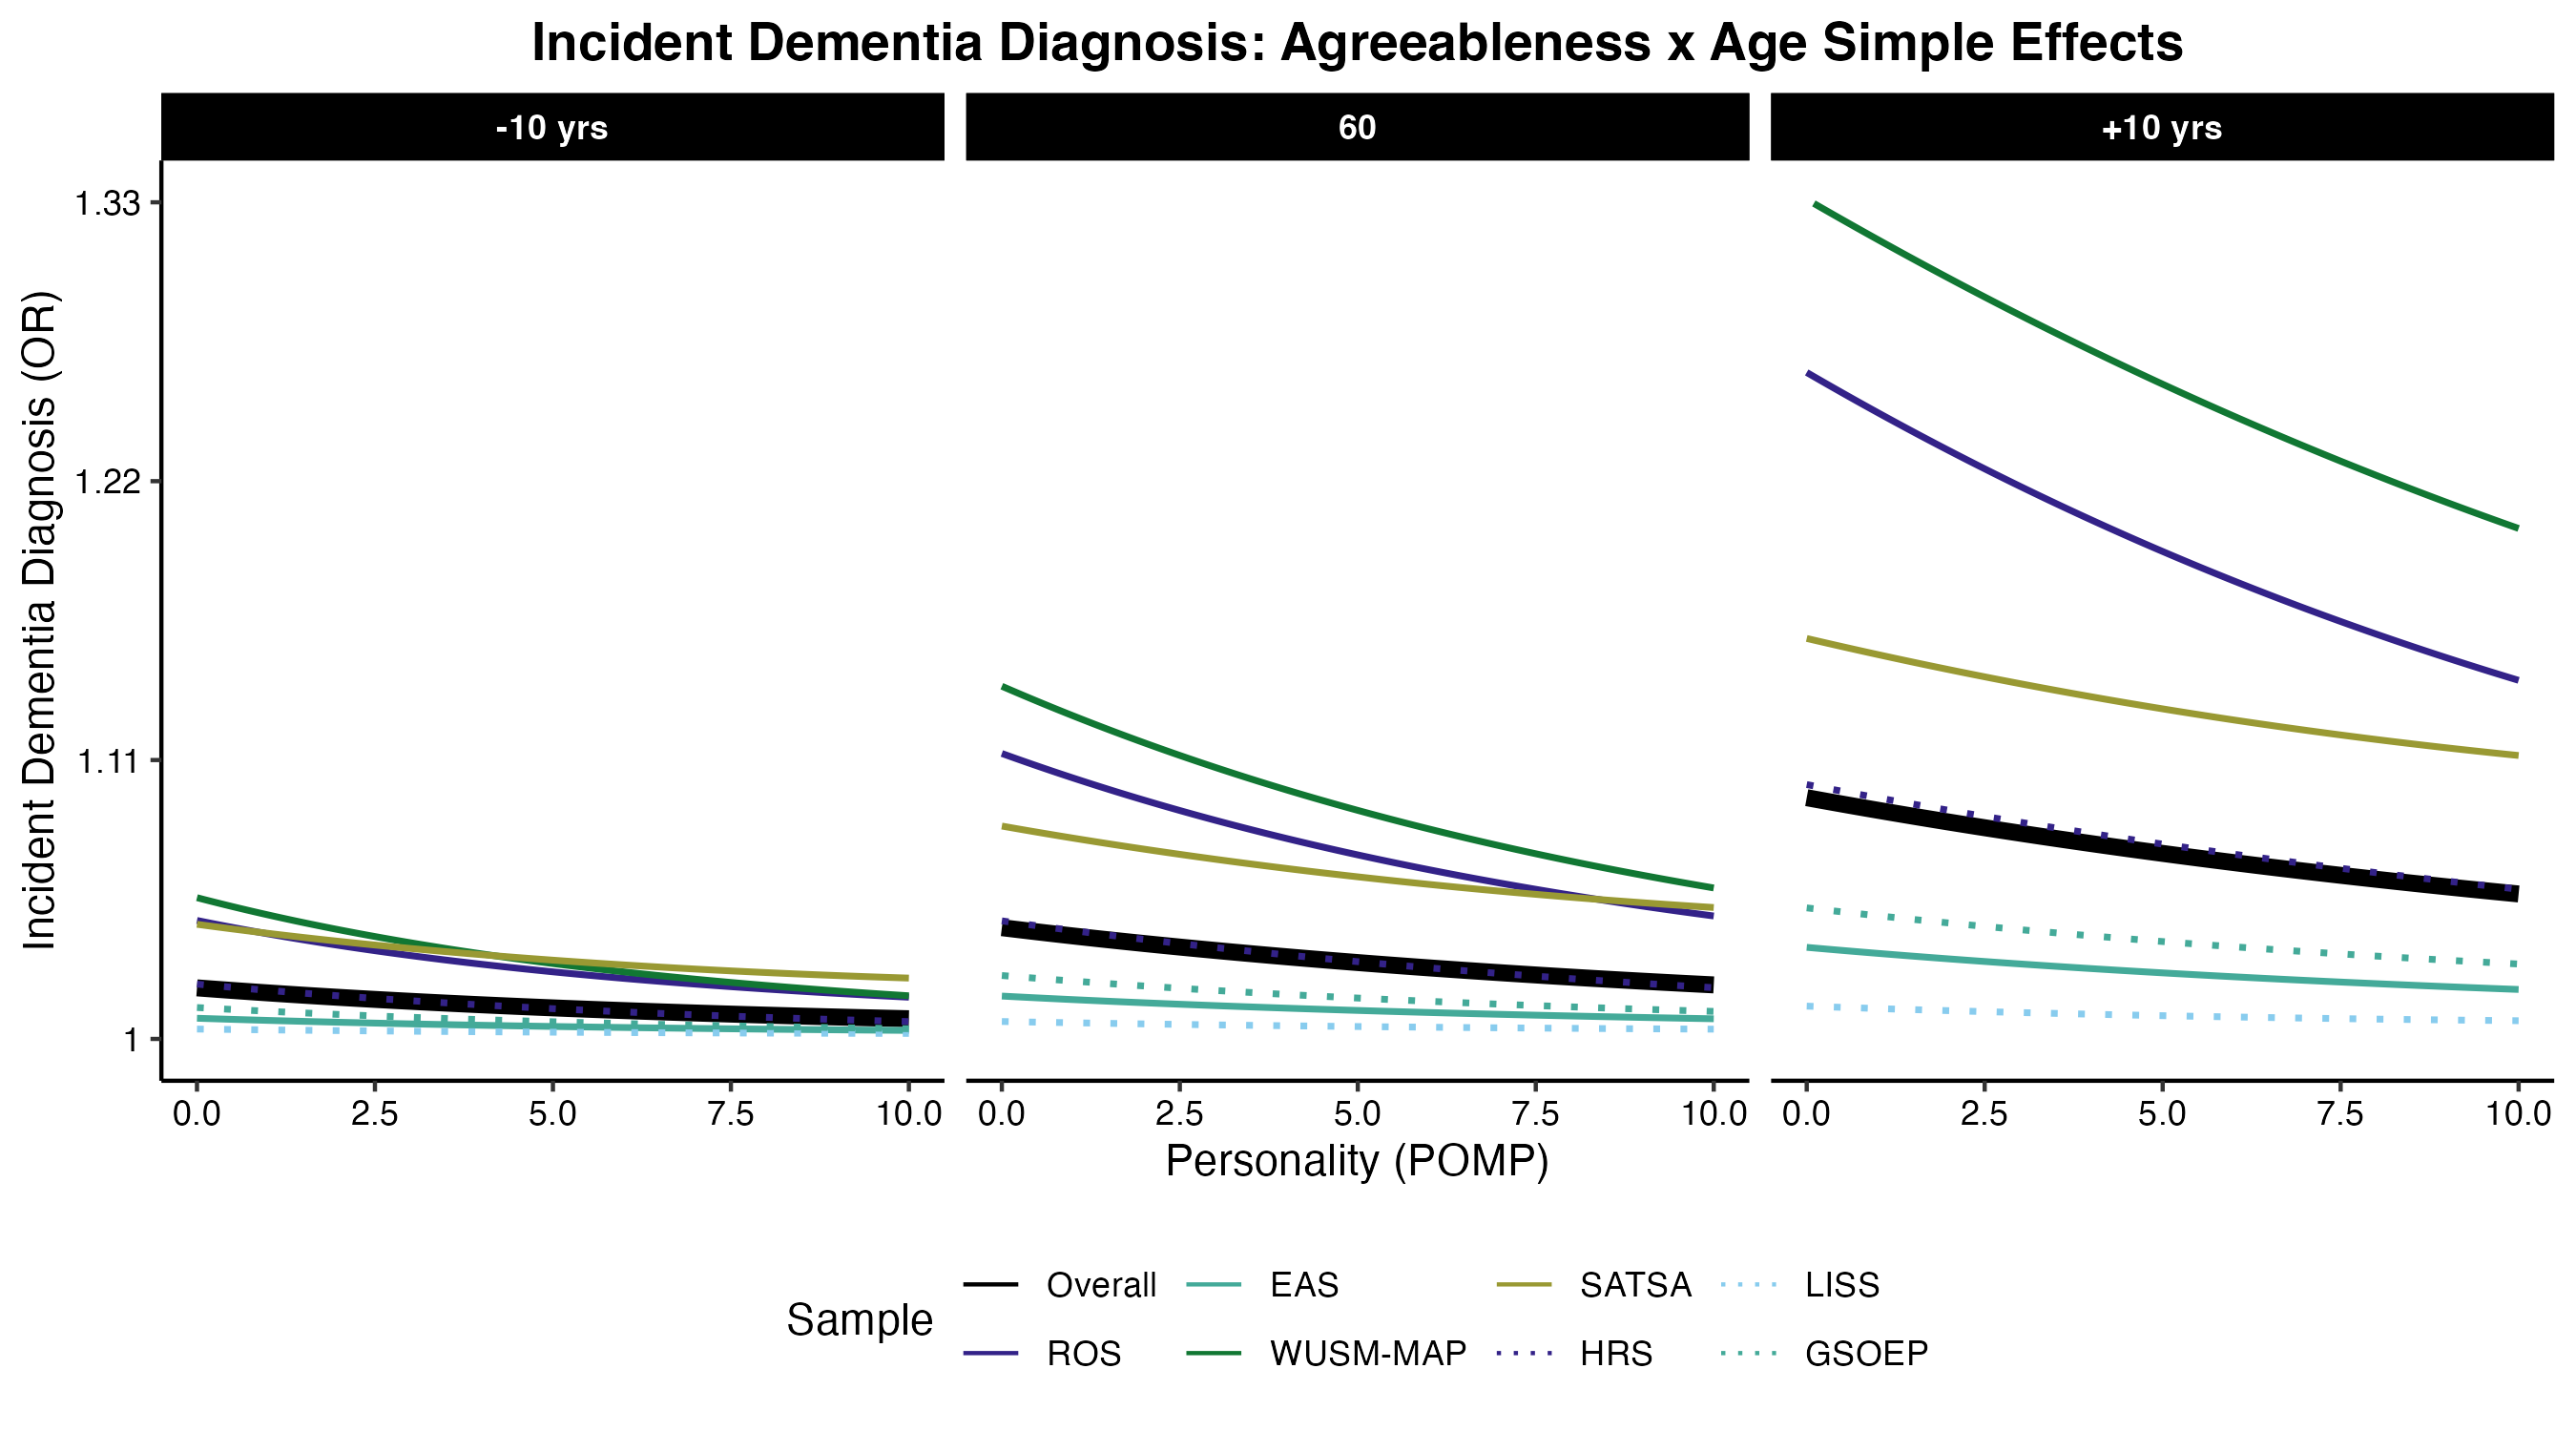 Incident Dementia Diagnosis: Agreeableness x Age Simple Effects
-10 yrs 60 +10 yrs
Incident Dementia Diagnosis (OR)
1.33
1.22
1.11
1
0.0 2.5 5.0 7.5 10.0 0.0 2.5 5.0 7.5 10.0 0.0 2.5 5.0 7.5 10.0
Personality (POMP)
Sample
Overall EAS SATSA LISS
ROS WUSM-MAP HRS GSOEP